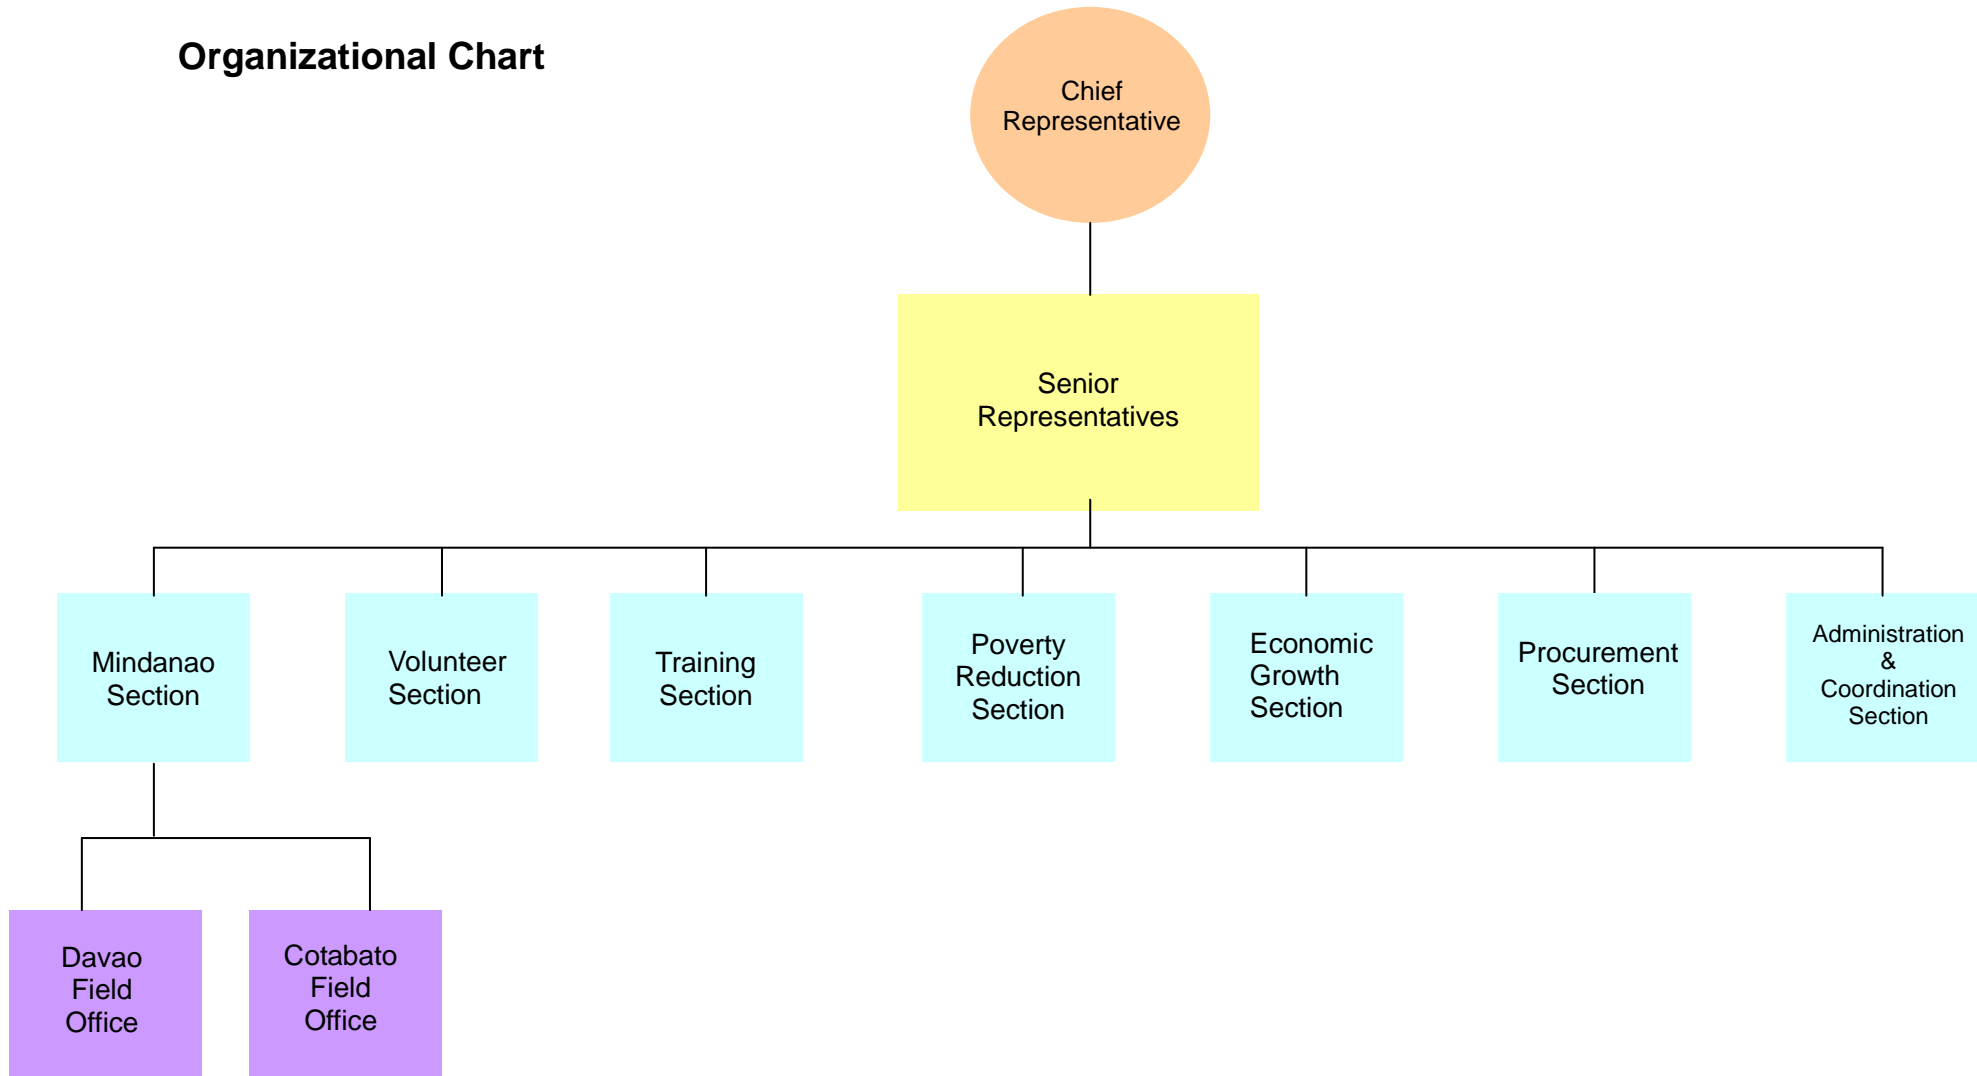 Organizational Chart
Chief
Representative
Senior
Representatives
Mindanao
Section
Volunteer
Section
Training
Section
Poverty
Reduction
Section
Economic
Growth
Section
Procurement
Section
Administration
&
Coordination
Section
Davao
Field
Office
Cotabato
Field
Office